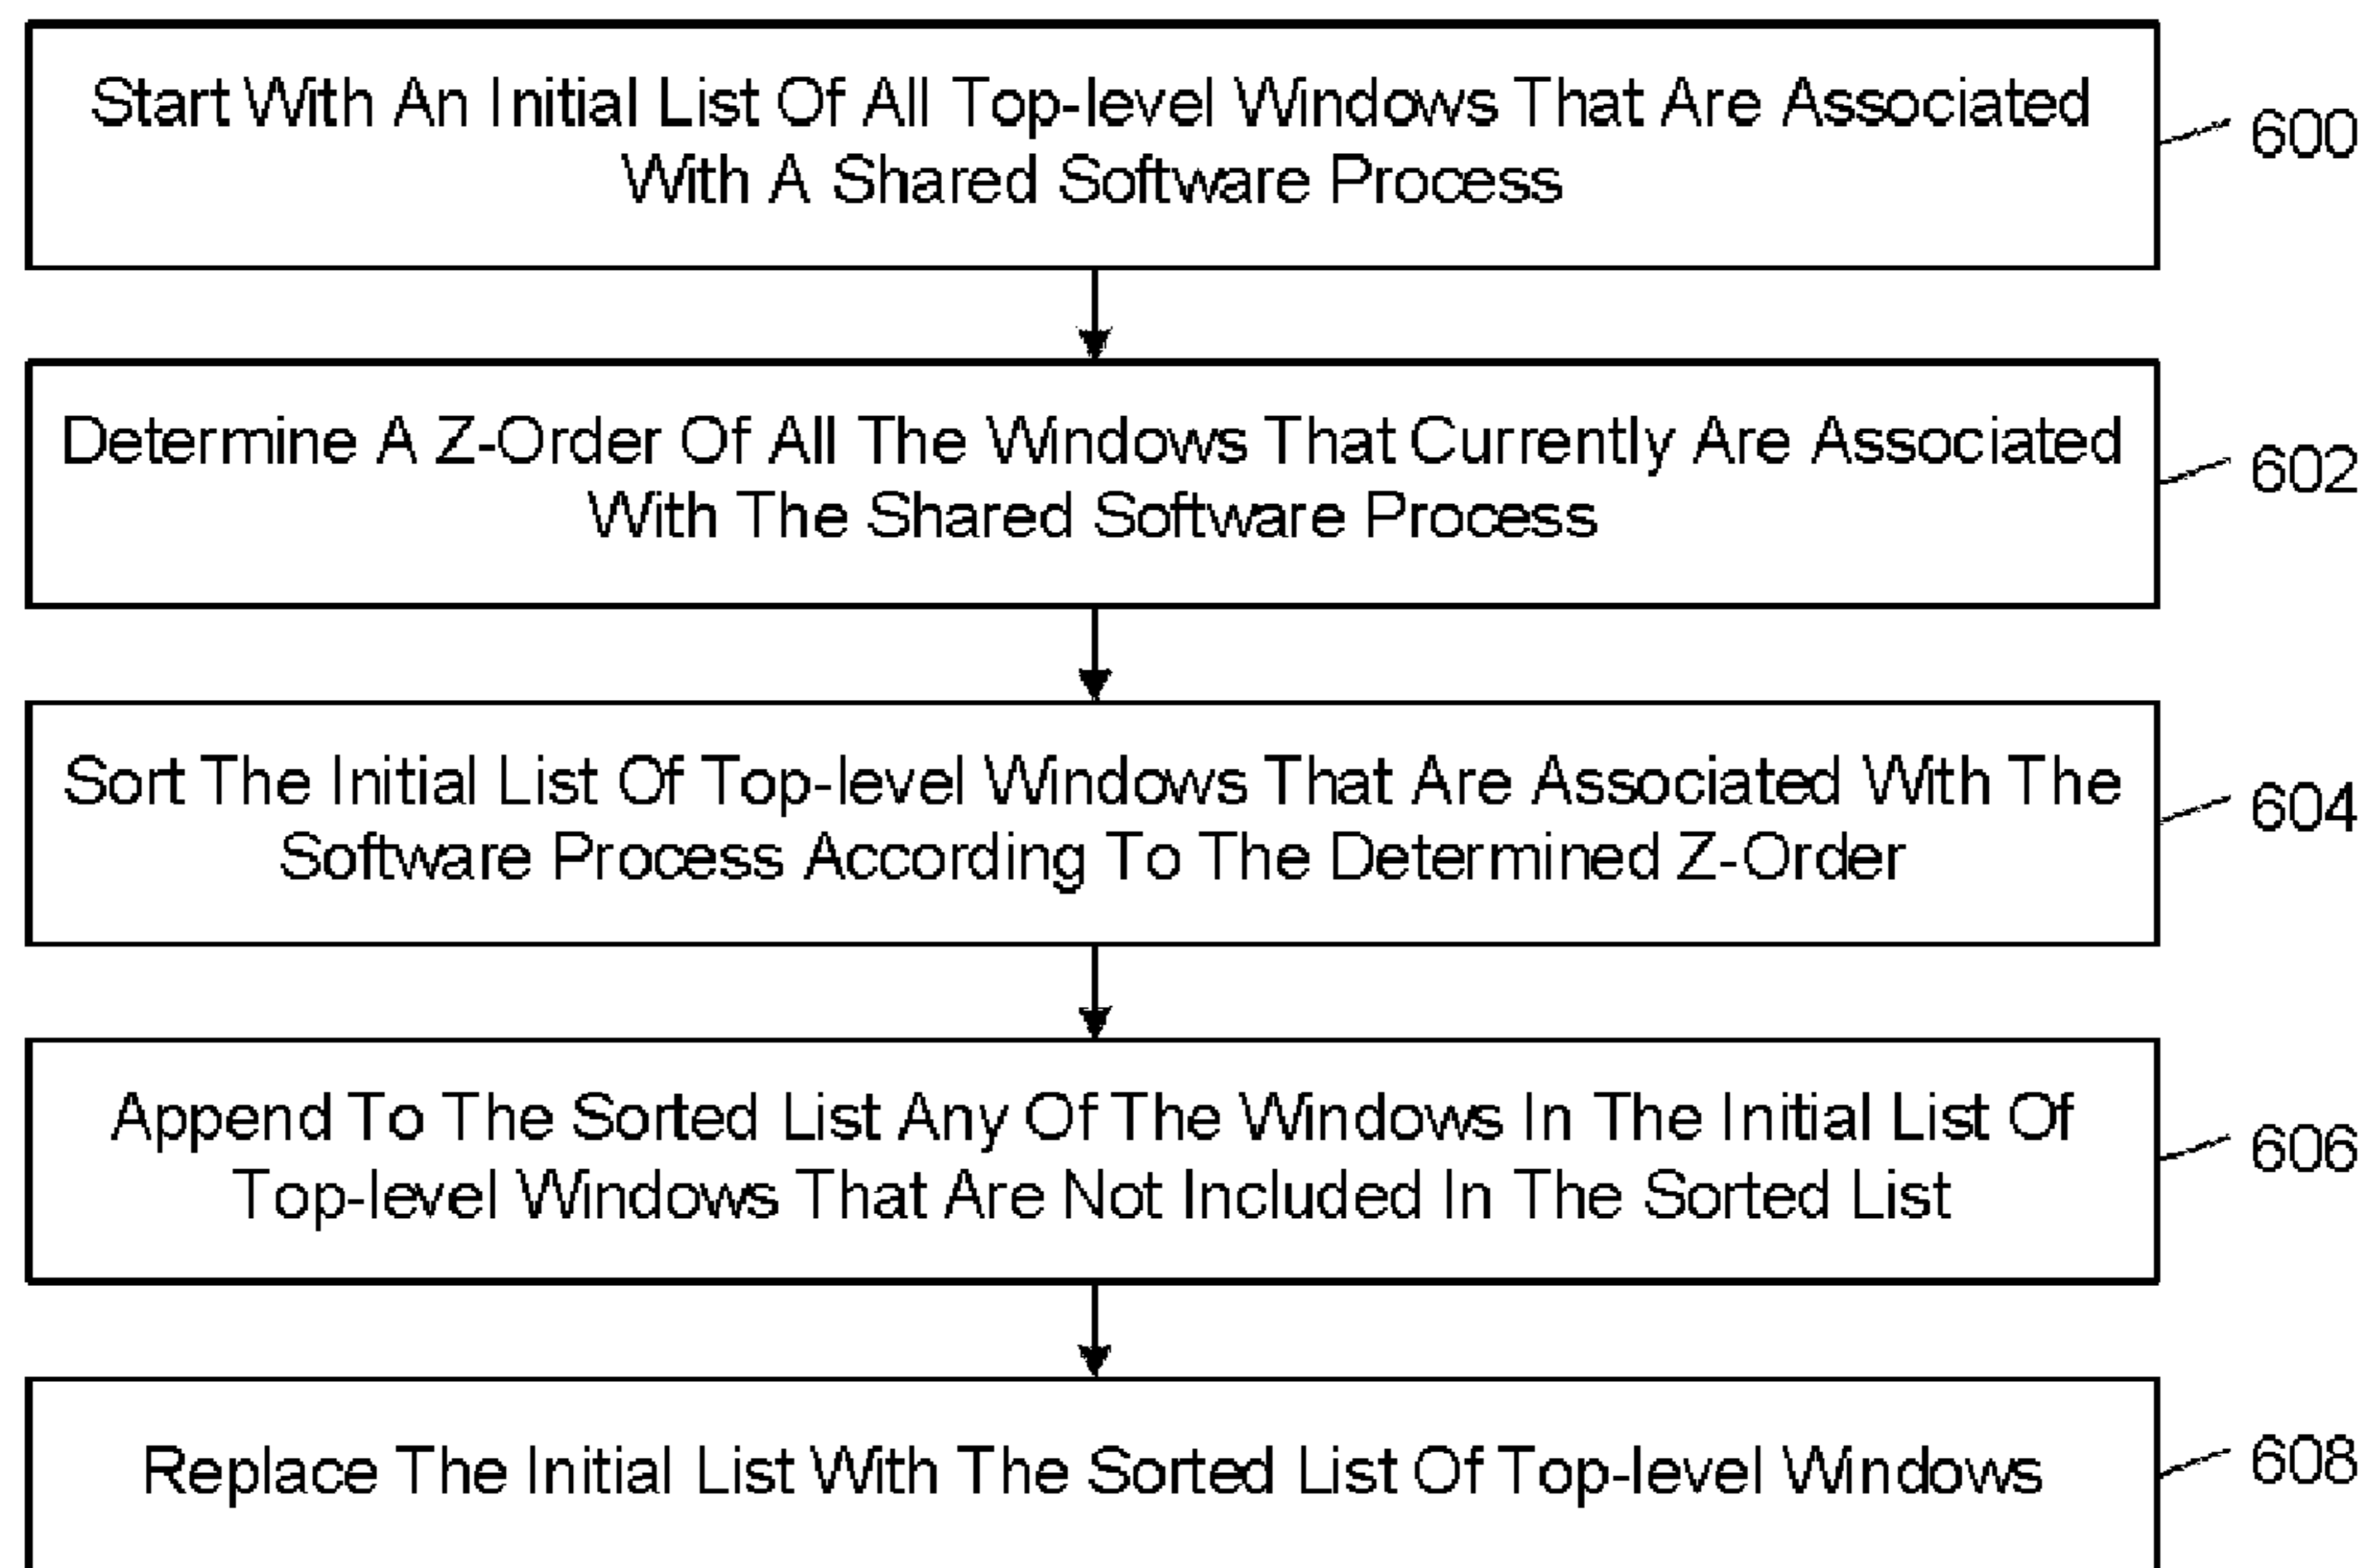 Start With An Initial List Of All Top-level Windows That Are Associated
With A Shared Software Process
600
Determine A Z-Order Of All The Windows That Currently Are Associated
With The Shared Software Process
602
Sort The Initial List Of Top-level Windows That Are Associated With The
Software Process According To The Determined Z-Order
604
Append To The Sorted List Any Of The Windows In The Initial List Of
Top-level Windows That Are Not Included In The Sorted List
606
Replace The Initial List With The Sorted List Of Top-level Windows
608